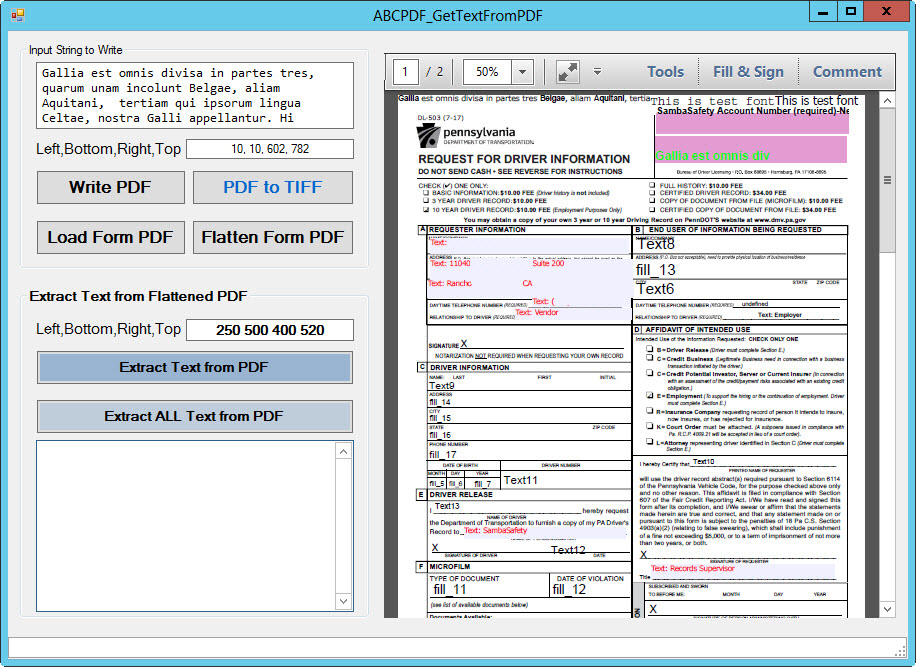 ABCPDF_GetTextFromPDF
Input String to Write
Gallia est omnis divisa in partes tres,
quarum unam incolunt Belgae, aliam
Aquitani,  tertiam qui ipsorum lingua
Celtae, nostra Galli appellantur. Hi
Left,Bottom,Right,Top 10, 10, 602, 782
Write PDF PDF to TIFF
Load Form PDF Flatten Form PDF
Extract Text from Flattened PDF
Left,Bottom,Right,Top 250 500 400 520
Extract Text from PDF
Extract ALL Text from PDF
1 / 2 50% Tools Fill & Sign Comment
Gallia est omnis divisa in partes tres Belgae, aliam Aquitani, tertia
This is test font This is test font
SambaSafety Account Number (required)-Ne
DL-503 (7-17)
pennsylvania
DEPARTMENT OF TRANSPORTATION
Gallia est omnis div
REQUEST FOR DRIVER INFORMATION
DO NOT SEND CASH • SEE REVERSE FOR INSTRUCTIONS
Bureau of Driver Licensing • P.O. Box 68695 • Harrisburg, PA 17106-8695
CHECK (✓) ONE ONLY:
BASIC INFORMATION: $10.00 FEE (Driver history is not included)
3 YEAR DRIVER RECORD: $10.00 FEE
10 YEAR DRIVER RECORD: $10.00 FEE (Employment Purposes Only)
FULL HISTORY: $10.00 FEE
CERTIFIED DRIVER RECORD: $34.00 FEE
COPY OF DOCUMENT FROM FILE (MICROFILM): $10.00 FEE
CERTIFIED COPY OF DOCUMENT FROM FILE: $34.00 FEE
You may obtain a copy of your own 3 year or 10 year Driving Record on PennDOT'S website at www.dmv.pa.gov
A REQUESTER INFORMATION
Text:
ADDRESS
Text: 11040 Suite 200
Text: Rancho CA
DAYTIME TELEPHONE NUMBER (REQUIRED) Text: (
RELATIONSHIP TO DRIVER (REQUIRED) Text: Vendor
SIGNATURE X
NOTARIZATION NOT REQUIRED WHEN REQUESTING YOUR OWN RECORD
B END USER OF INFORMATION BEING REQUESTED
Text8
fill_13
STATE ZIP CODE
Text6
DAYTIME TELEPHONE NUMBER (REQUIRED) undefined
RELATIONSHIP TO DRIVER (REQUIRED) Text: Employer
C DRIVER INFORMATION
NAME: LAST FIRST INITIAL
Text9
ADDRESS
fill_14
CITY
fill_15
STATE ZIP CODE
fill_16
PHONE NUMBER
fill_17
DATE OF BIRTH DRIVER NUMBER
MONTH DAY YEAR
fill_5 fill_6 fill_7 Text11
E DRIVER RELEASE
I Text13, hereby request
NAME OF DRIVER
the Department of Transportation to furnish a copy of my PA Driver's
Record to Text: SambaSafety
X Text12
SIGNATURE OF DRIVER DATE
F MICROFILM
TYPE OF DOCUMENT DATE OF VIOLATION
fill_11 fill_12
(see list of available documents below)
Documents Available:
D AFFIDAVIT OF INTENDED USE
Intended Use of the Information Requested: CHECK ONLY ONE
B = Driver Release (Driver must complete Section E.)
C = Credit Business (Legitimate Business need in connection with a business
transaction initiated by the driver.)
C = Credit Potential Investor, Server or Current Insurer (In connection
with an assessment of the credit/payment risks associated with an existing credit
obligation.)
E = Employment (To support the hiring or the continuation of employment. Driver
must complete Section E.)
R = Insurance Company requesting record of person it intends to insure,
now insures, or has rejected for insurance.
K = Court Order must be attached. (A subpoena issued in compliance with
Pa. R.C.P. 4009.21 will be accepted in lieu of a court order).
L = Attorney representing driver identified in Section C (Driver must complete
Section E.)
I hereby Certify that Text10
PRINTED NAME OF REQUESTER
will use the driver record abstract(s) required pursuant to Section 6114
of the Pennsylvania Vehicle Code, for the purpose checked above only
and no other reason. This affidavit is filed in compliance with Section
607 of the Fair Credit Reporting Act. I/We have read and signed this
form after its completion, and I/We swear or affirm that the statements
made herein are true and correct, and that any statement made on or
pursuant to this form is subject to the penalties of 18 Pa C.S. Section
4903(a)(2) (relating to false swearing), which shall include punishment
of a fine not exceeding $5,000, or to a term of imprisonment of not more
than two years, or both.
X
SIGNATURE OF REQUESTER
Text: Records Supervisor
Title
SUBSCRIBED AND SWORN
TO BEFORE ME: MONTH DAY YEAR
X